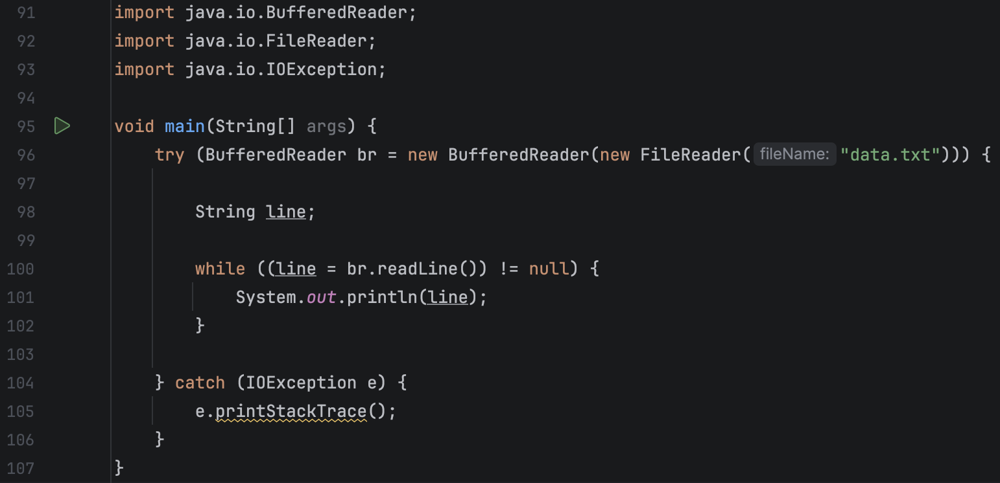 91 import java.io.BufferedReader;
92 import java.io.FileReader;
93 import java.io.IOException;
94
95 void main(String[] args) {
96     try (BufferedReader br = new BufferedReader(new FileReader( fileName: "data.txt"))) {
97
98         String line;
99
100         while ((line = br.readLine()) != null) {
101             System.out.println(line);
102         }
103
104     } catch (IOException e) {
105         e.printStackTrace();
106     }
107 }